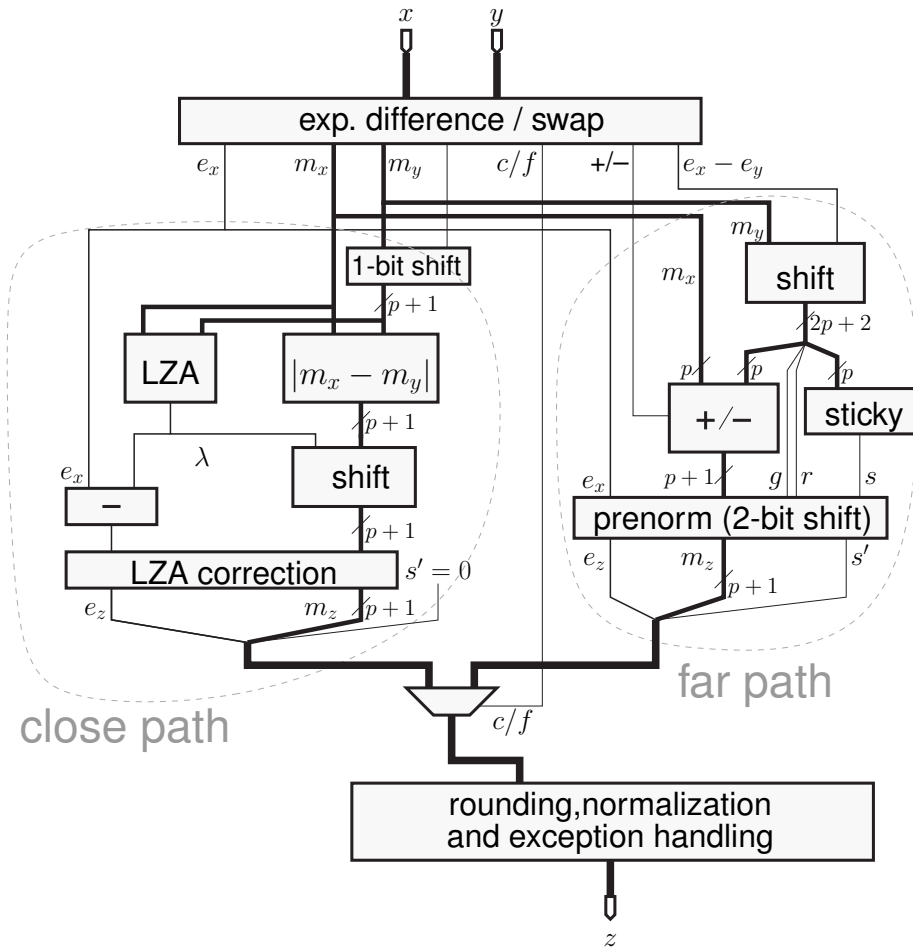 x y
exp. difference / swap
e_x m_x m_y c/f +/− e_x − e_y
m_y
1-bit shift
m_x
shift
p + 1
2p + 2
LZA
|m_x − m_y|
p p p
+/−
sticky
p + 1
λ
shift
e_x
p + 1
e_x g r s
−
prenorm (2-bit shift)
p + 1
LZA correction
s′ = 0
e_z m_z s′
e_z m_z p + 1
p + 1
far path
close path
c/f
rounding,normalization
and exception handling
z